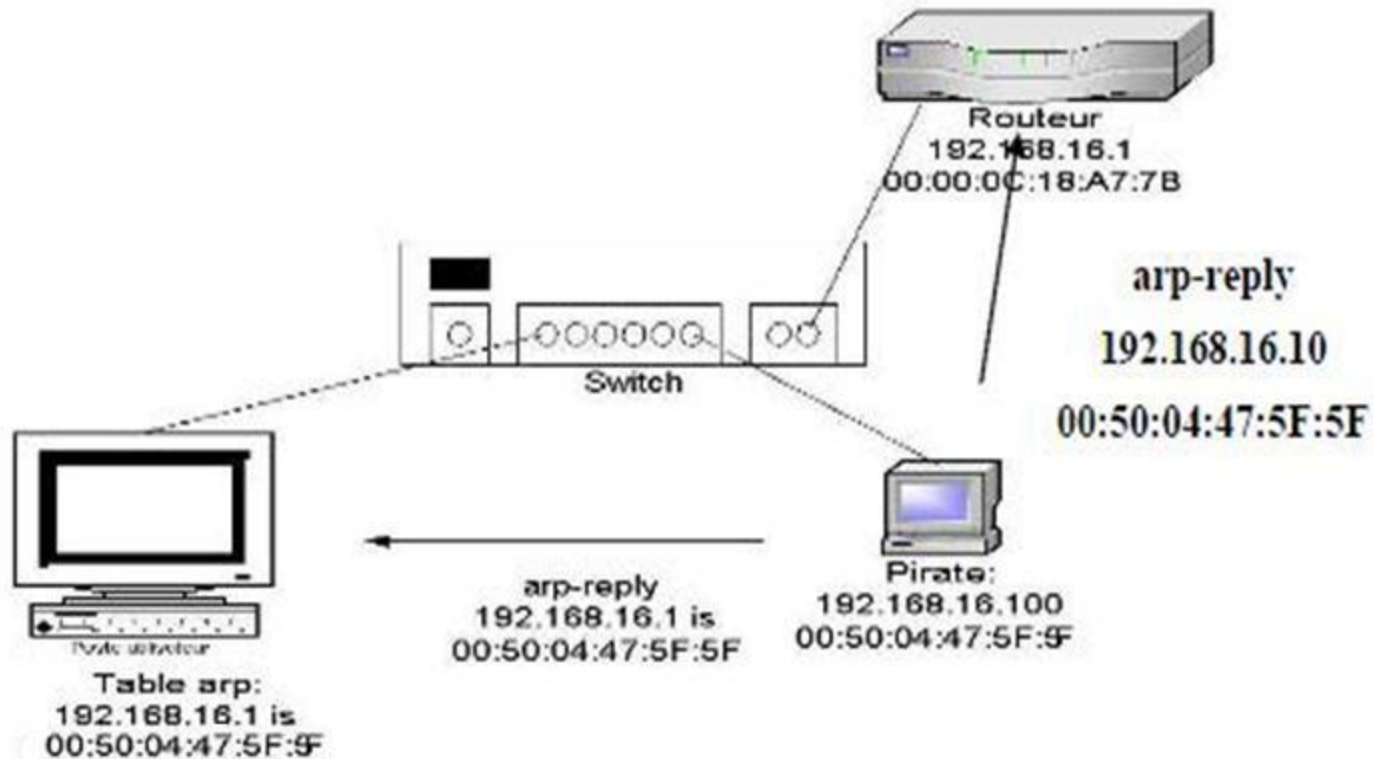 Routeur
192.168.16.1
00:00:0C:18:A7:7B
arp-reply
192.168.16.10
00:50:04:47:5F:5F
Switch
Pirate:
192.168.16.100
00:50:04:47:5F:5F
arp-reply
192.168.16.1 is
00:50:04:47:5F:5F
Poste utilisateur
Table arp:
192.168.16.1 is
00:50:04:47:5F:5F